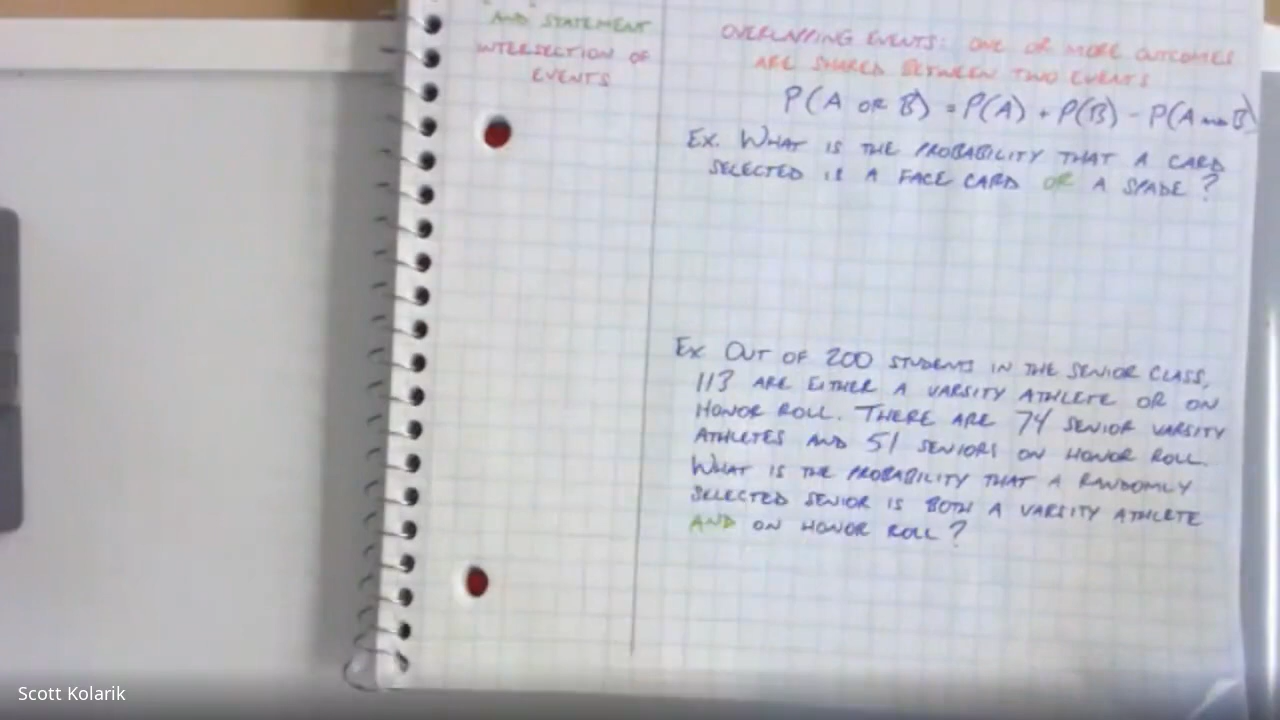 "AND" STATEMENT
INTERSECTION OF
EVENTS
OVERLAPPING EVENTS: ONE OR MORE OUTCOMES
ARE SHARED BETWEEN TWO EVENTS
P(A OR B) = P(A) + P(B) - P(A AND B)
EX. WHAT IS THE PROBABILITY THAT A CARD
SELECTED IS A FACE CARD OR A SPADE?
EX OUT OF 200 STUDENTS IN THE SENIOR CLASS,
113 ARE EITHER A VARSITY ATHLETE OR ON
HONOR ROLL. THERE ARE 74 SENIOR VARSITY
ATHLETES AND 51 SENIORS ON HONOR ROLL.
WHAT IS THE PROBABILITY THAT A RANDOMLY
SELECTED SENIOR IS BOTH A VARSITY ATHLETE
AND ON HONOR ROLL?
Scott Kolarik